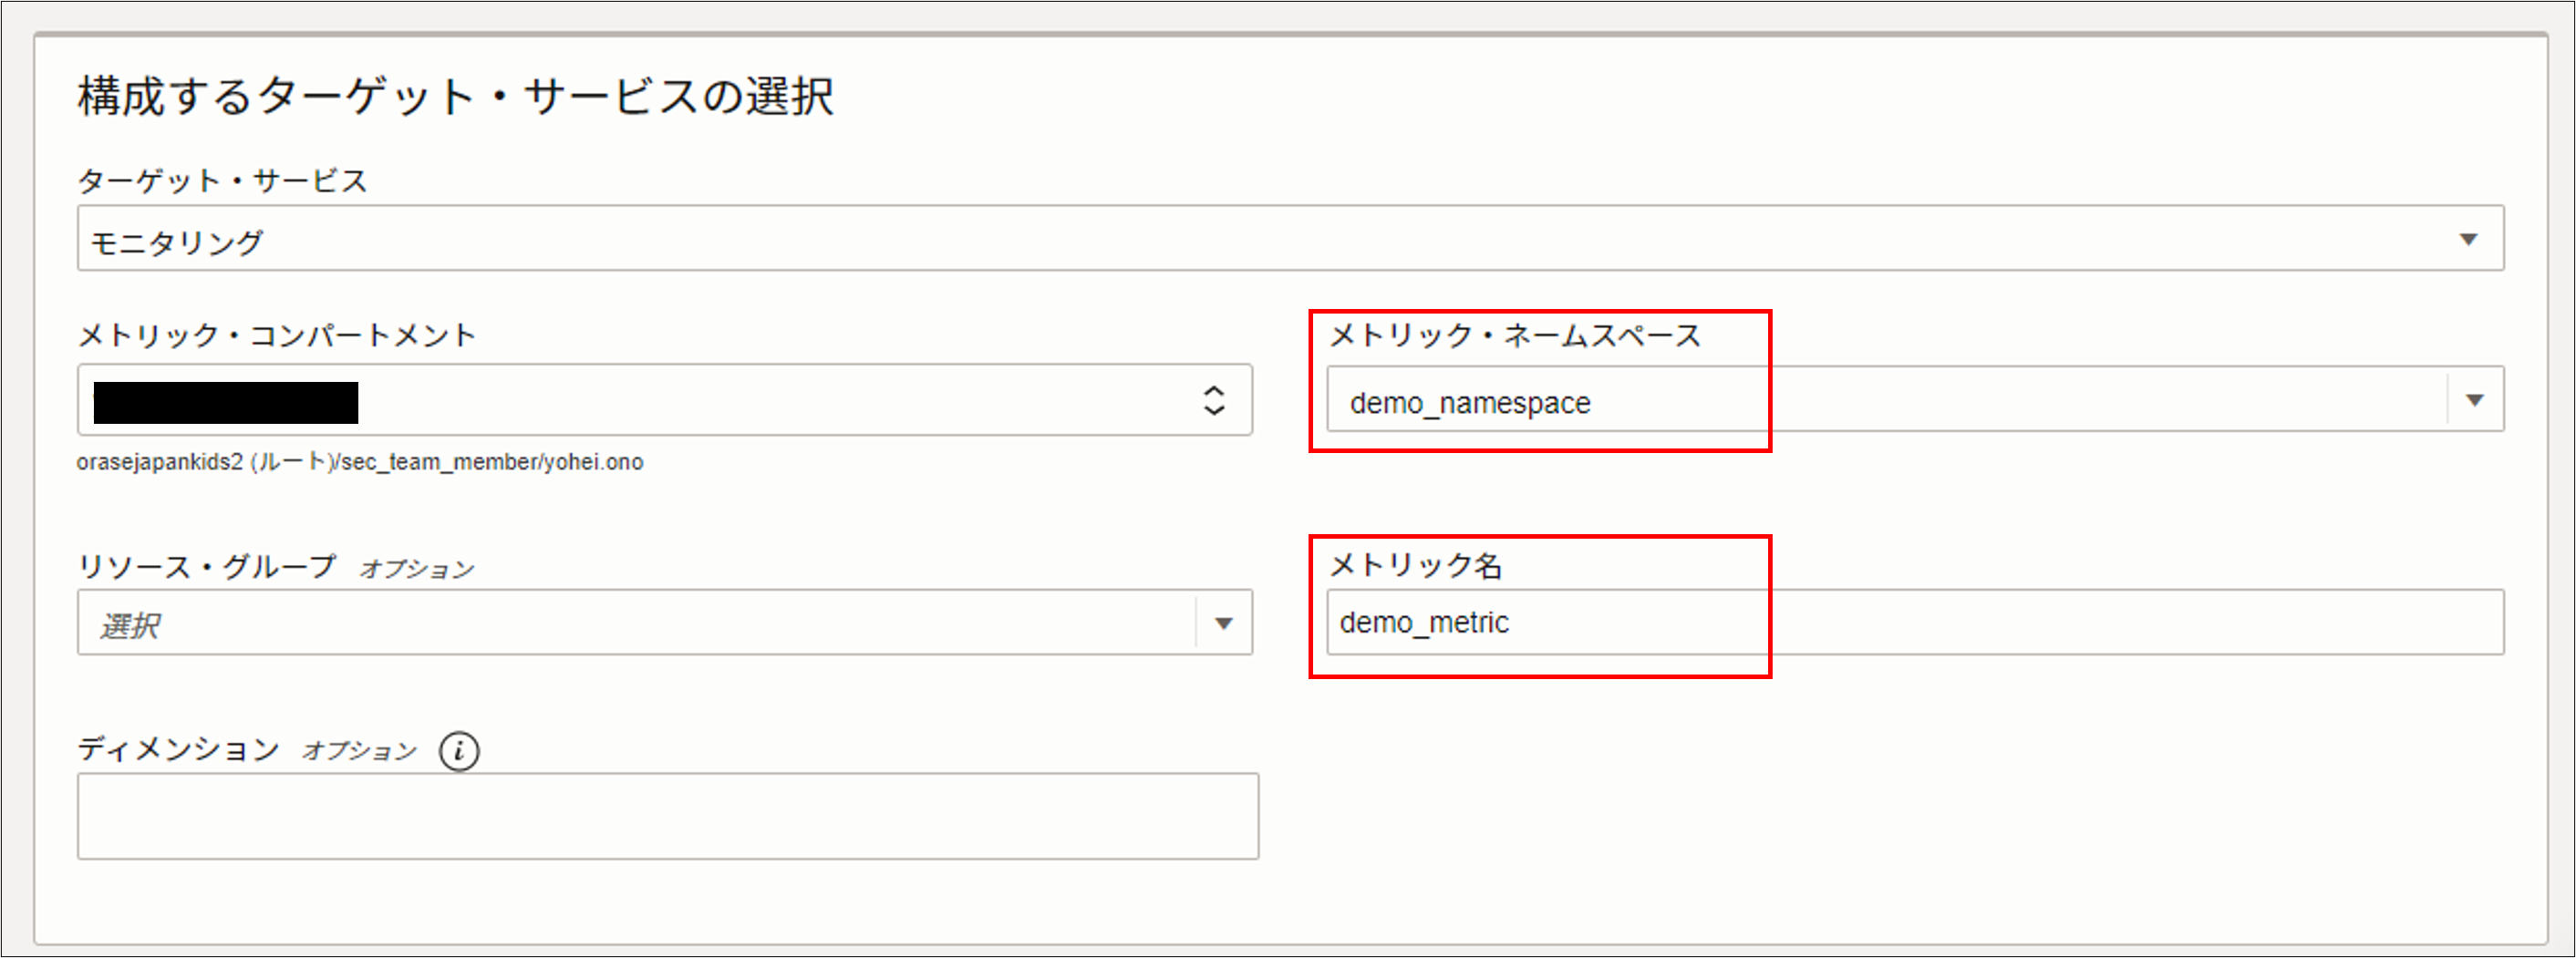 構成するターゲット・サービスの選択
ターゲット・サービス
モニタリング
メトリック・コンパートメント
orasejapankids2 (ルート)/sec_team_member/yohei.ono
メトリック・ネームスペース
demo_namespace
リソース・グループ オプション
選択
メトリック名
demo_metric
ディメンション オプション i